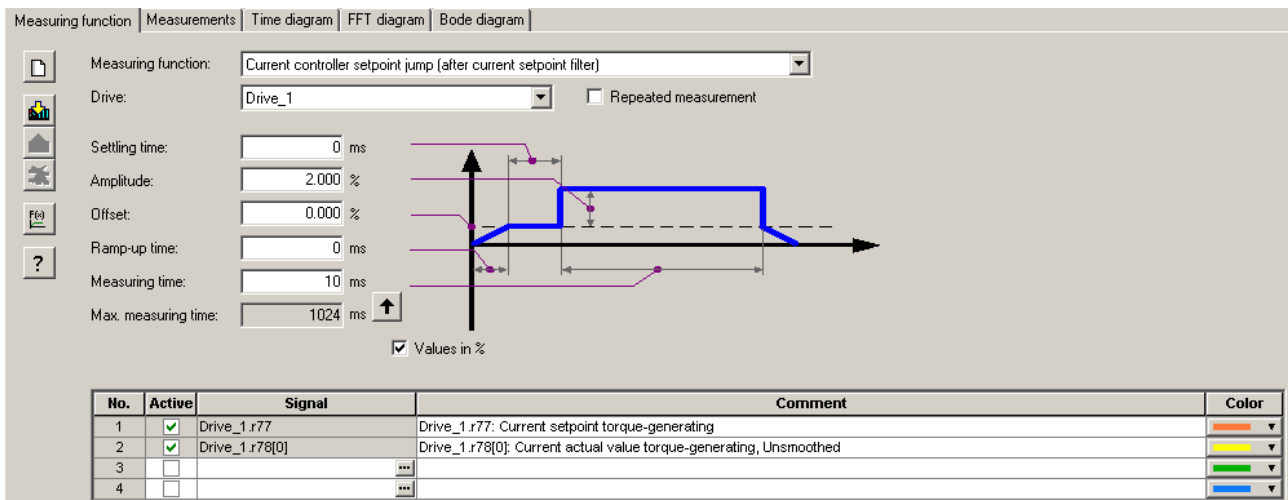 Measuring function Measurements Time diagram FFT diagram Bode diagram
Measuring function: Current controller setpoint jump (after current setpoint filter)
Drive: Drive_1 Repeated measurement
Settling time: 0 ms
Amplitude: 2.000 %
Offset: 0.000 %
Ramp-up time: 0 ms
Measuring time: 10 ms
Max. measuring time: 1024 ms
Values in %
F(x)
?
No. Active Signal Comment Color
1 Drive_1.r77 Drive_1.r77: Current setpoint torque-generating
2 Drive_1.r78[0] Drive_1.r78[0]: Current actual value torque-generating, Unsmoothed
3 ...
4 ...